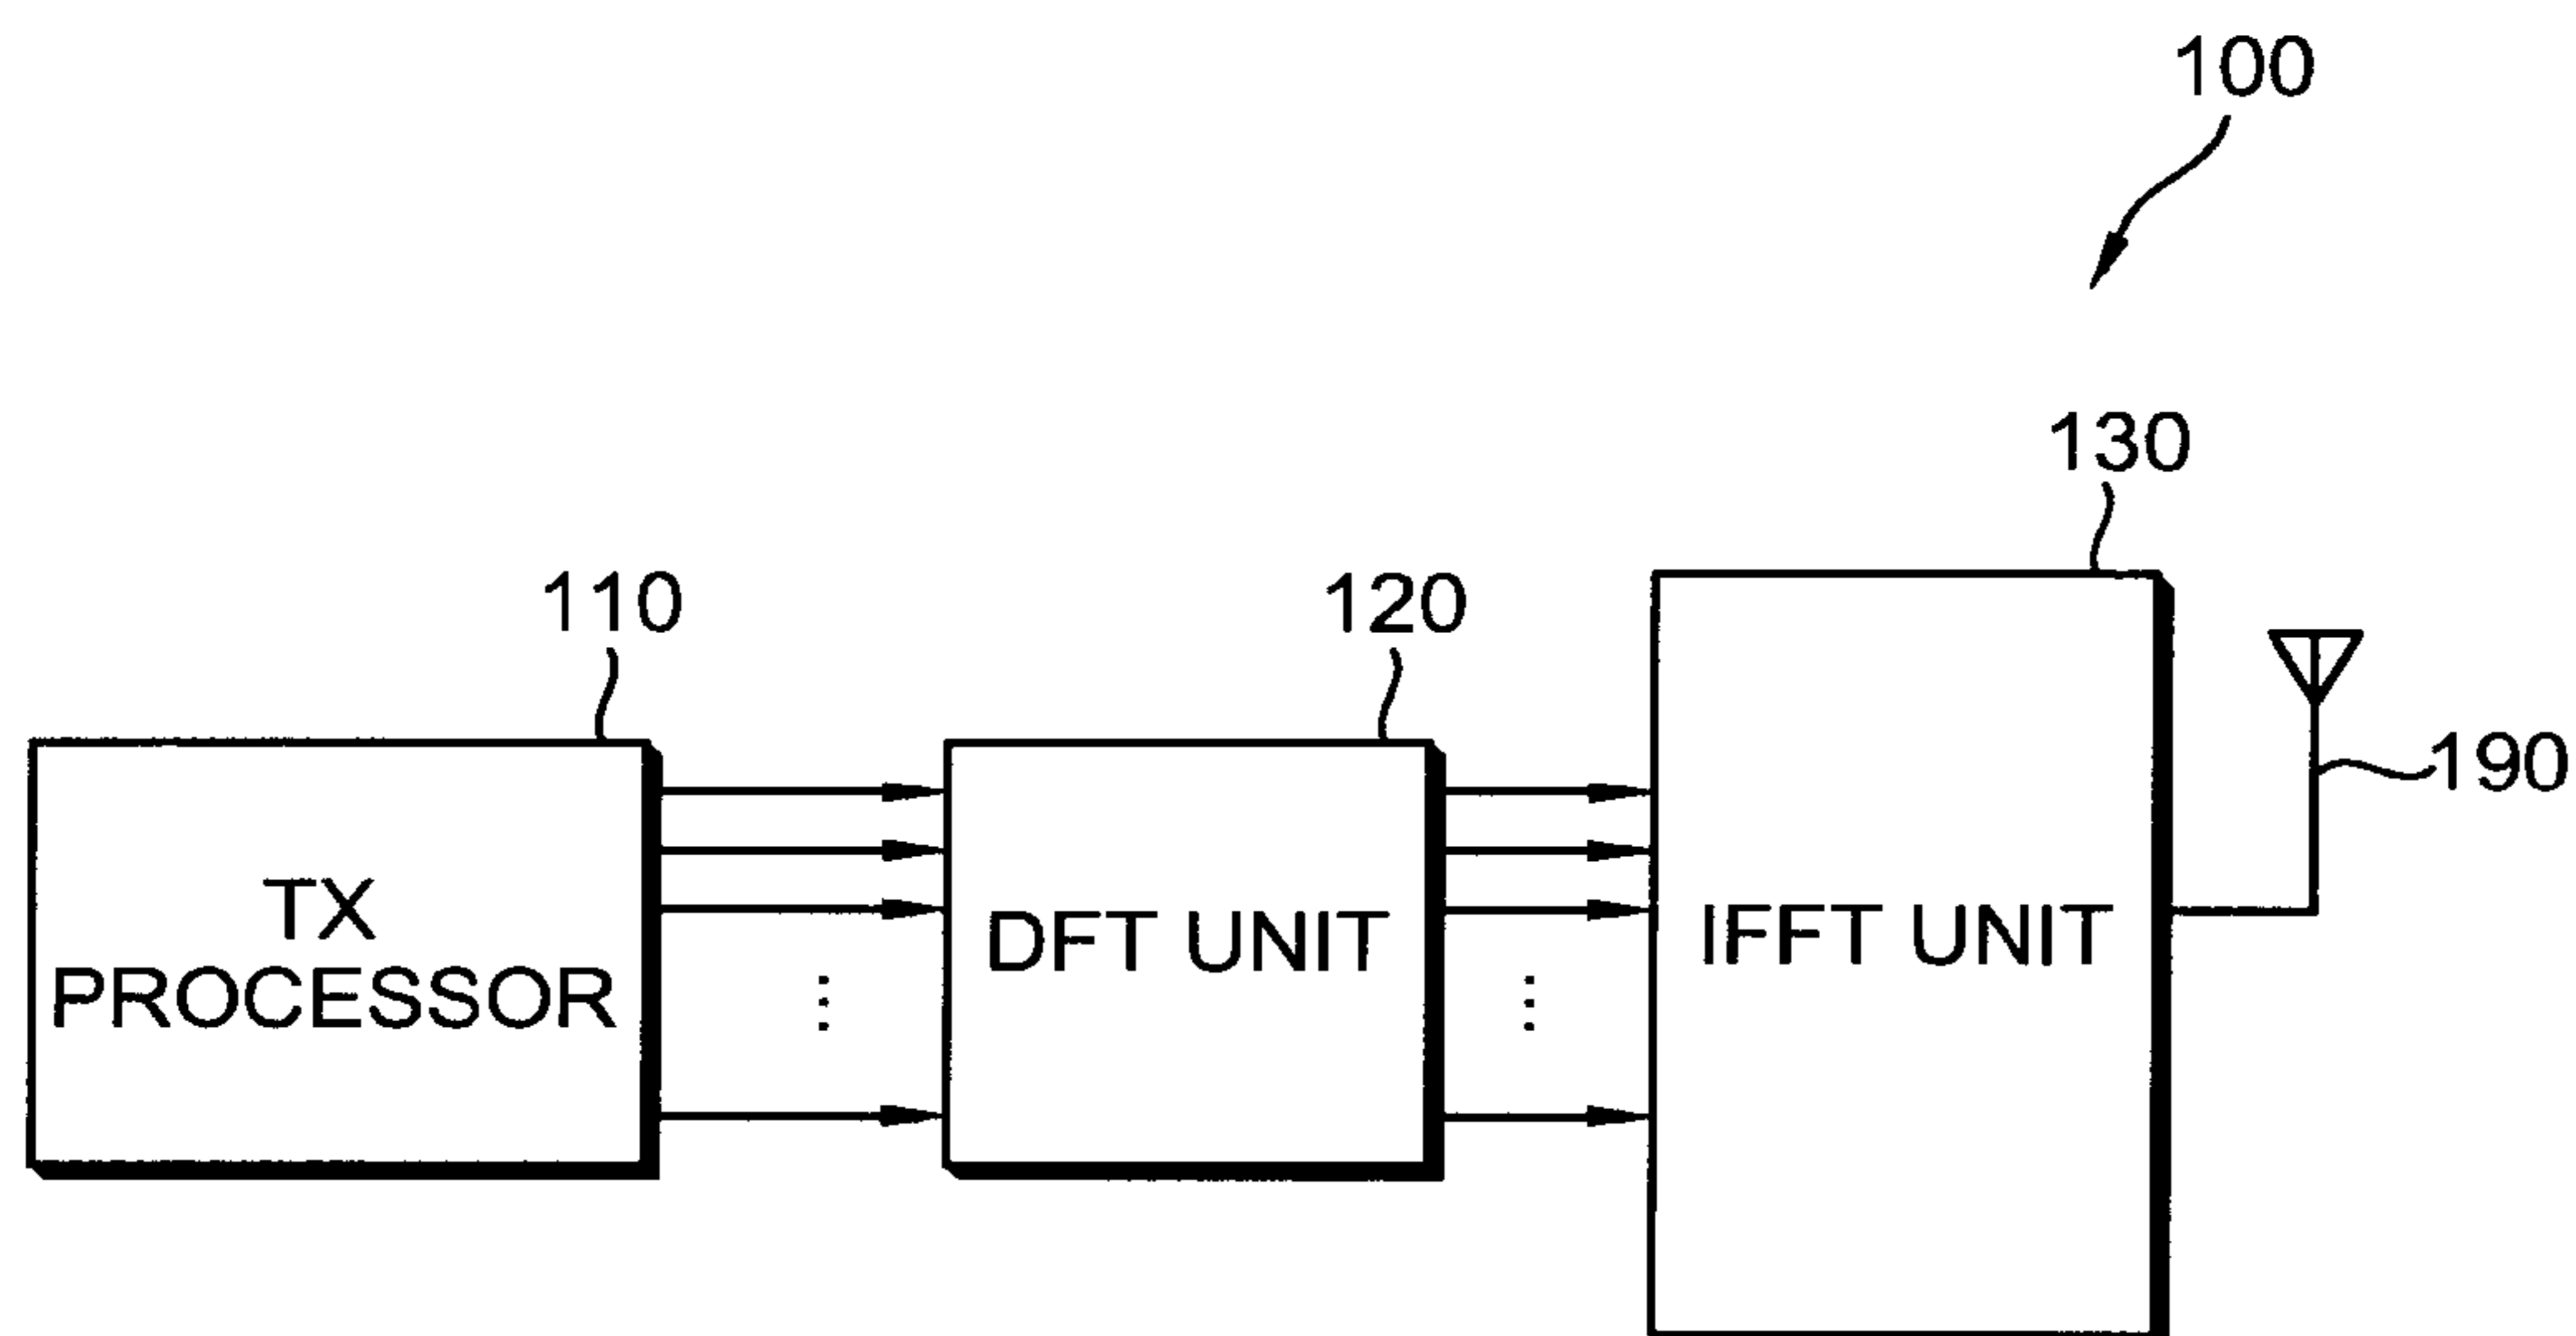 100
130
110
120
190
TX
PROCESSOR
DFT UNIT
IFFT UNIT
⋮
⋮